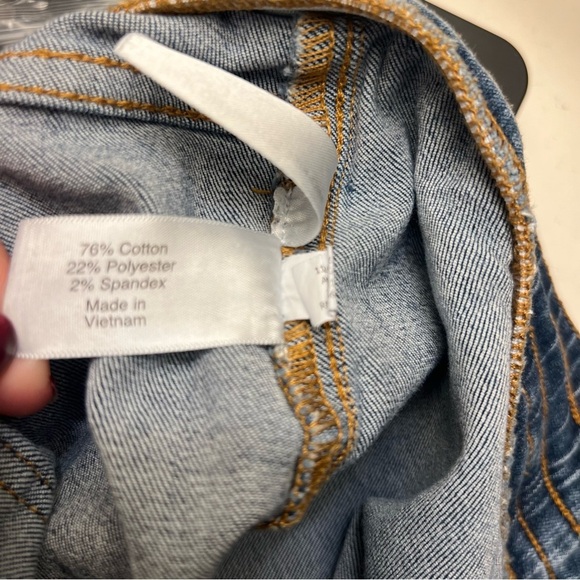 76% Cotton
22% Polyester
2% Spandex
Made in
Vietnam